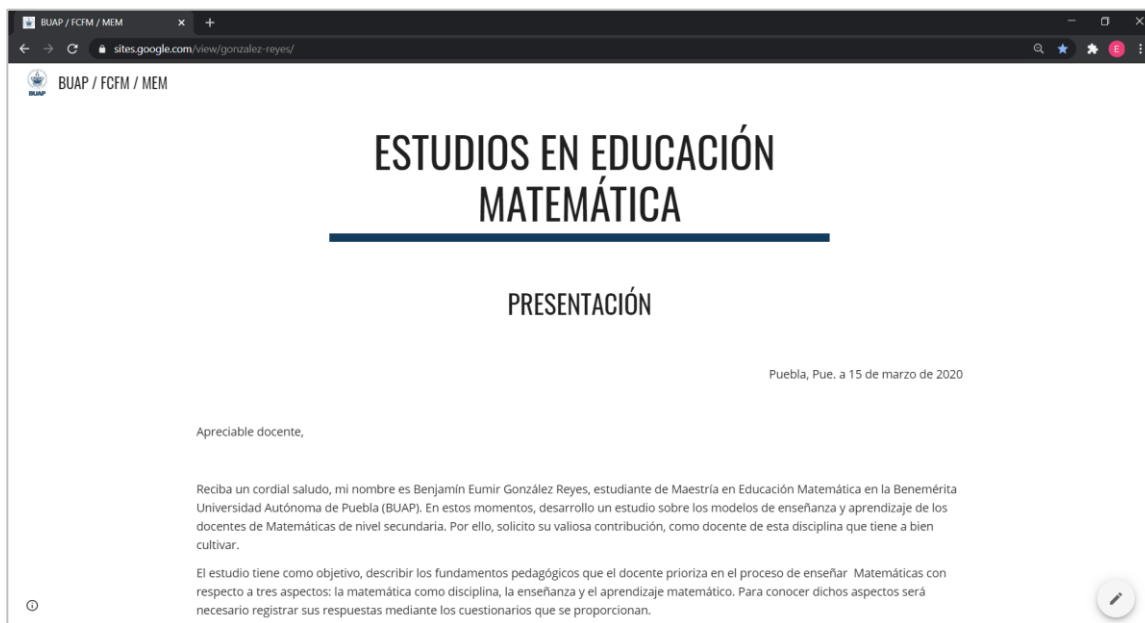 BUAP / FCFM / MEM
sites.google.com/view/gonzalez-reyes/
E
BUAP
BUAP / FCFM / MEM
ESTUDIOS EN EDUCACIÓN
MATEMÁTICA
PRESENTACIÓN
Puebla, Pue. a 15 de marzo de 2020
Apreciable docente,
Reciba un cordial saludo, mi nombre es Benjamín Eumir González Reyes, estudiante de Maestría en Educación Matemática en la Benemérita
Universidad Autónoma de Puebla (BUAP). En estos momentos, desarrollo un estudio sobre los modelos de enseñanza y aprendizaje de los
docentes de Matemáticas de nivel secundaria. Por ello, solicito su valiosa contribución, como docente de esta disciplina que tiene a bien
cultivar.
El estudio tiene como objetivo, describir los fundamentos pedagógicos que el docente prioriza en el proceso de enseñar Matemáticas con
respecto a tres aspectos: la matemática como disciplina, la enseñanza y el aprendizaje matemático. Para conocer dichos aspectos será
necesario registrar sus respuestas mediante los cuestionarios que se proporcionan.